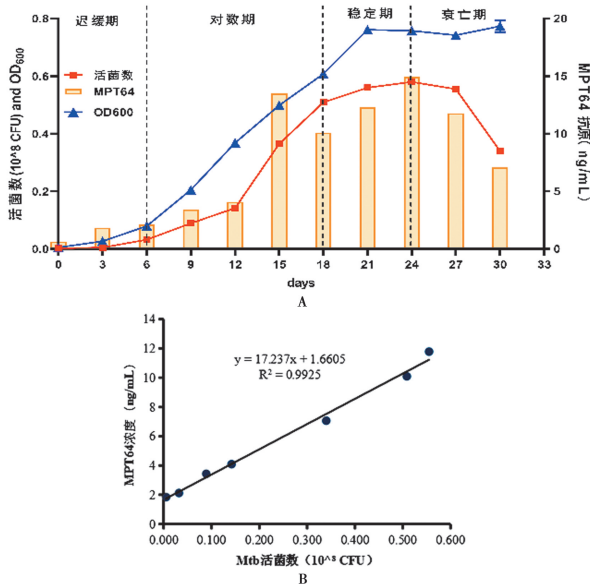 迟缓期 对数期 稳定期 衰亡期
活菌数
MPT64
OD600
活菌数 (10^8 CFU) and OD600
0.8
0.6
0.4
0.2
0.0
20
15
10
5
0
MPT64 抗原 ( ng/mL)
0 3 6 9 12 15 18 21 24 27 30 33
days
A
MPT64浓度 (ng/mL)
14
12
10
8
6
4
2
0
y = 17.237x + 1.6605
R² = 0.9925
0.000 0.100 0.200 0.300 0.400 0.500 0.600
Mtb活菌数 (10^⁸ CFU)
B